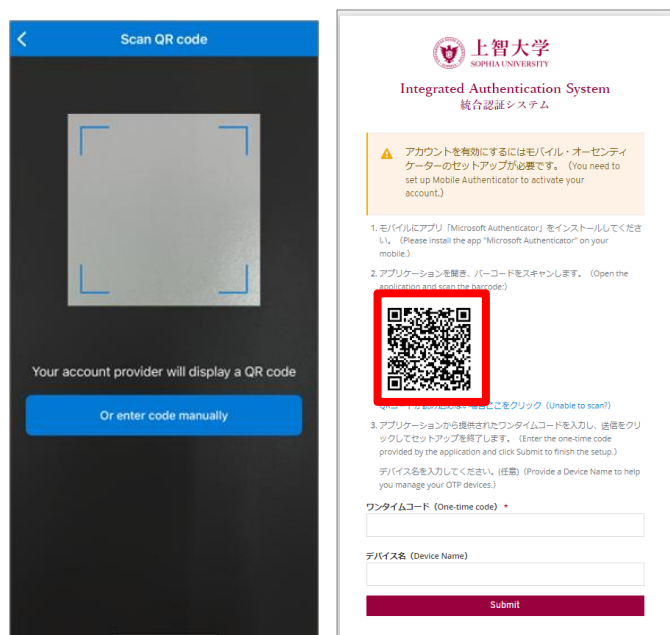 Scan QR code
Your account provider will display a QR code
Or enter code manually
上智大学
SOPHIA UNIVERSITY
Integrated Authentication System
統合認証システム
アカウントを有効にするにはモバイル・オーセンティ
ケーターのセットアップが必要です。（You need to
set up Mobile Authenticator to activate your
account.）
1. モバイルにアプリ「Microsoft Authenticator」をインストールしてくださ
い。（Please install the app "Microsoft Authenticator" on your
mobile.）
2. アプリケーションを開き、バーコードをスキャンします。（Open the
application and scan the barcode:）
ここをクリック（Unable to scan?）
3. アプリケーションから提供されたワンタイムコードを入力し、送信をクリ
ックしてセットアップを終了します。（Enter the one-time code
provided by the application and click Submit to finish the setup.）
デバイス名を入力してください。(任意)（Provide a Device Name to help
you manage your OTP devices.）
ワンタイムコード（One-time code） *
デバイス名（Device Name）
Submit